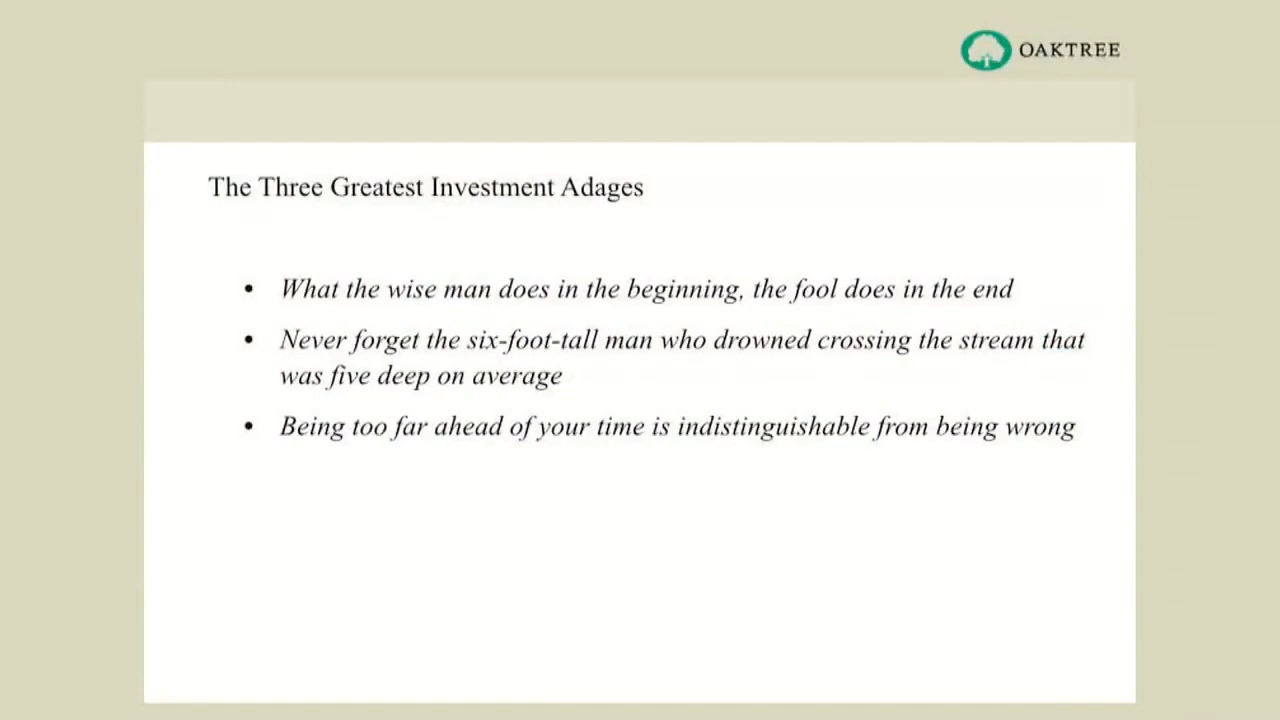 OAKTREE
The Three Greatest Investment Adages
• What the wise man does in the beginning, the fool does in the end
• Never forget the six-foot-tall man who drowned crossing the stream that
was five deep on average
• Being too far ahead of your time is indistinguishable from being wrong